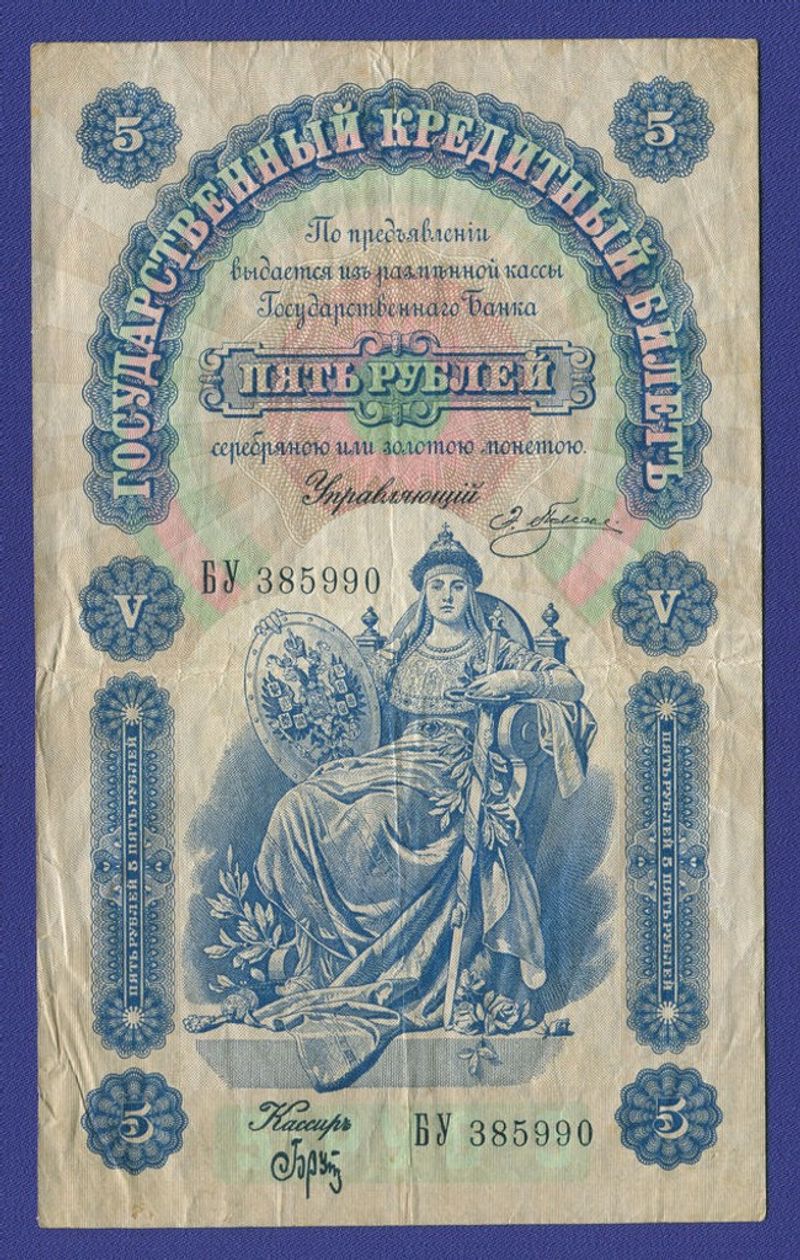 5 5
ГОСУДАРСТВЕННЫЙ КРЕДИТНЫЙ БИЛЕТЪ
По предъявленіи
выдается изъ размѣнной кассы
Государственнаго Банка
ПЯТЬ РУБЛЕЙ
серебряною или золотою монетою.
Управляющій
БУ 385990
V V
ПЯТЬ РУБЛЕЙ 5 ПЯТЬ РУБЛЕЙ
ПЯТЬ РУБЛЕЙ 5 ПЯТЬ РУБЛЕЙ
Кассиръ
БУ 385990
5 5